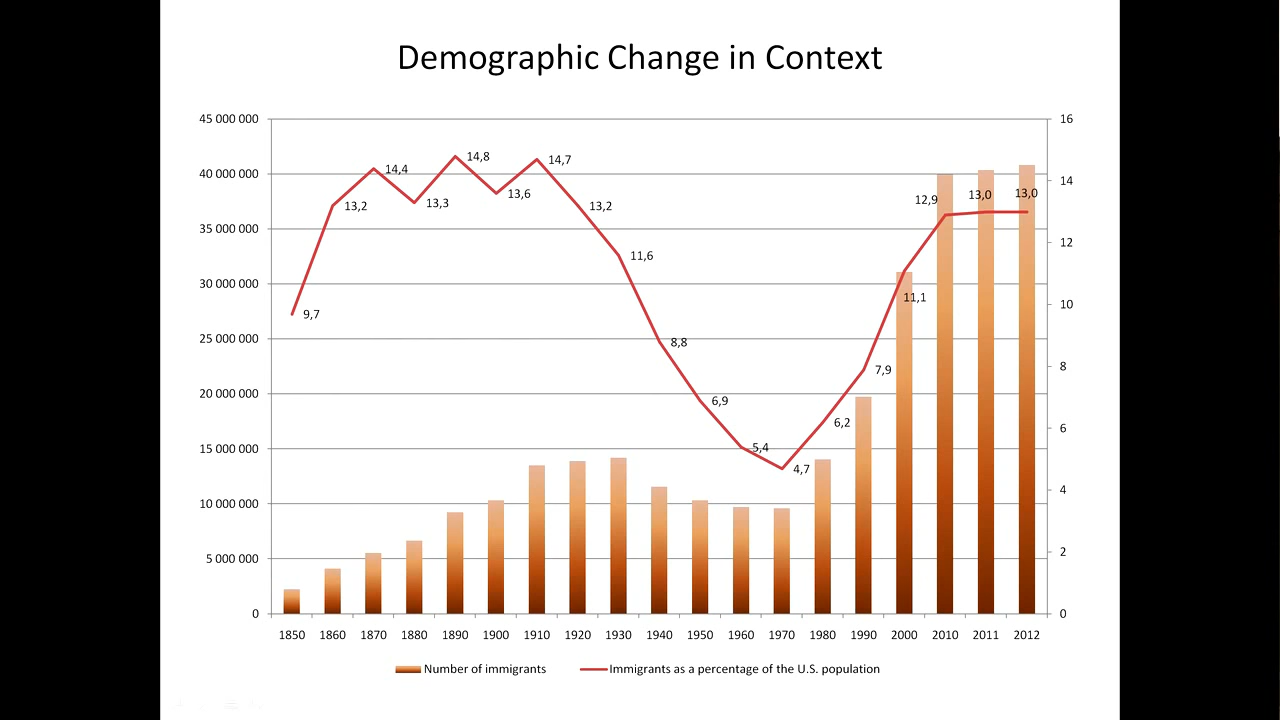 Demographic Change in Context
45 000 000
40 000 000
35 000 000
30 000 000
25 000 000
20 000 000
15 000 000
10 000 000
5 000 000
0
16
14
12
10
8
6
4
2
0
9,7
13,2
14,4
13,3
14,8
13,6
14,7
13,2
11,6
8,8
6,9
5,4
4,7
6,2
7,9
11,1
12,9
13,0
13,0
1850 1860 1870 1880 1890 1900 1910 1920 1930 1940 1950 1960 1970 1980 1990 2000 2010 2011 2012
Number of immigrants
Immigrants as a percentage of the U.S. population